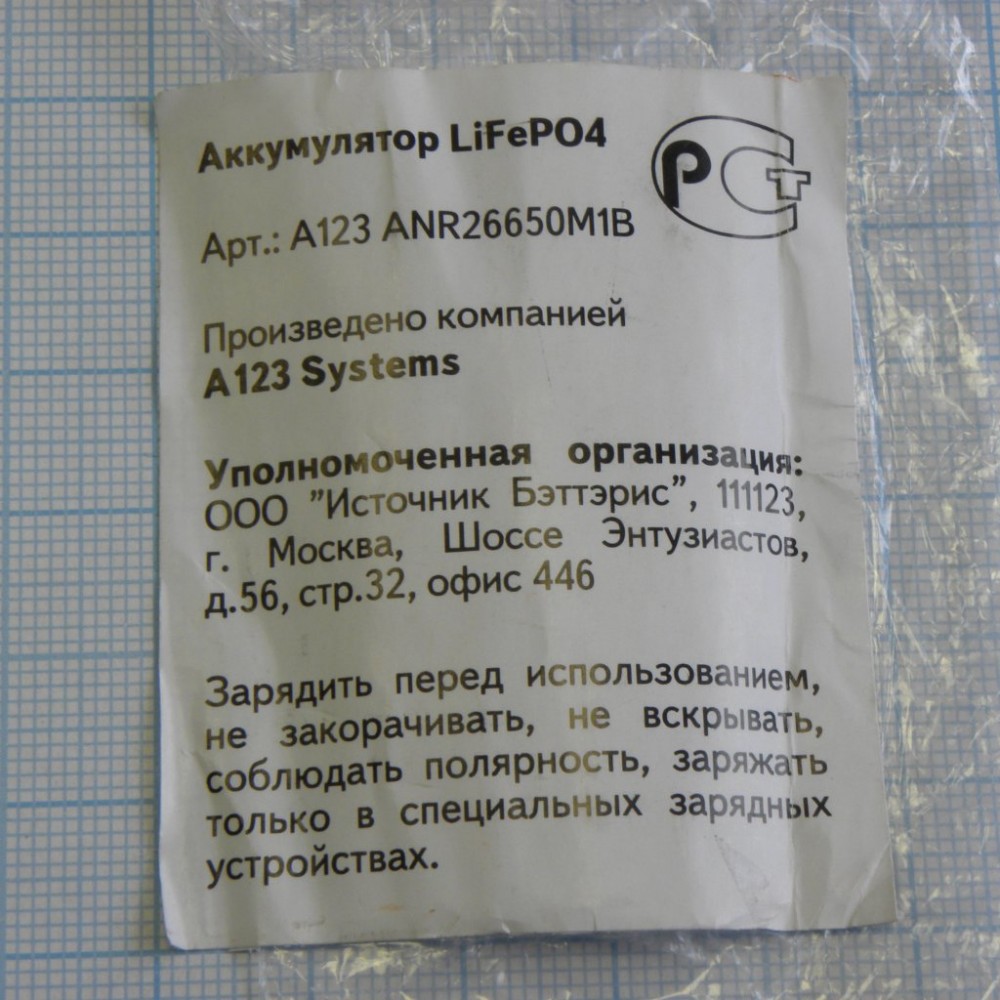 Аккумулятор LiFePO4
Арт.: A123 ANR26650M1B
Произведено компанией
A123 Systems
Уполномоченная организация:
ООО "Источник Бэттэрис", 111123,
г. Москва, Шоссе Энтузиастов,
д.56, стр.32, офис 446
Зарядить перед использованием,
не закорачивать, не вскрывать,
соблюдать полярность, заряжать
только в специальных зарядных
устройствах.